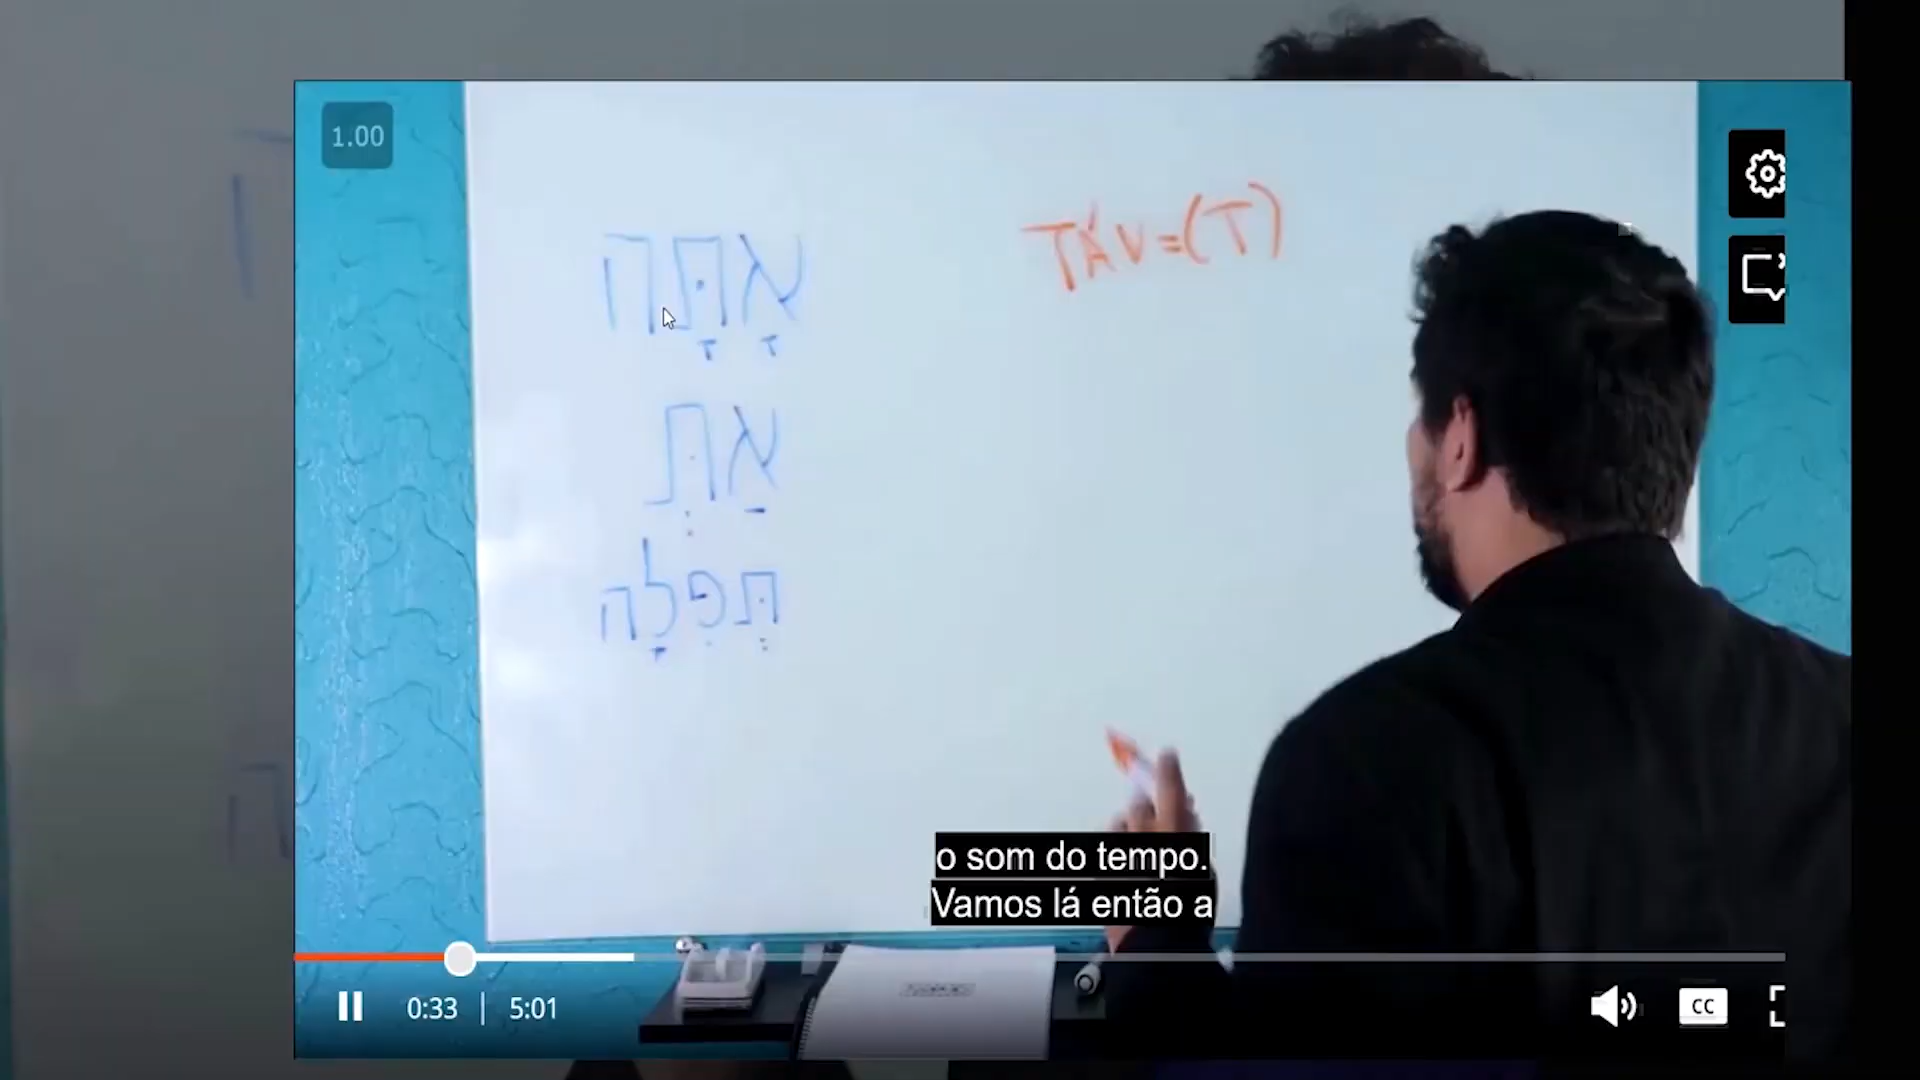 1.00
אָתָּה
TÁV=(T)
אַתְּ
תְּפִלָה
o som do tempo.
Vamos lá então a
0:33 | 5:01
CC